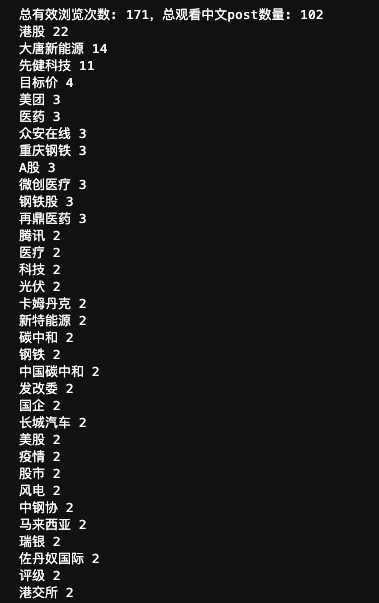 总有效浏览次数: 171, 总观看中文post数量: 102
港股 22
大唐新能源 14
先健科技 11
目标价 4
美团 3
医药 3
众安在线 3
重庆钢铁 3
A股 3
微创医疗 3
钢铁股 3
再鼎医药 3
腾讯 2
医疗 2
科技 2
光伏 2
卡姆丹克 2
新特能源 2
碳中和 2
钢铁 2
中国碳中和 2
发改委 2
国企 2
长城汽车 2
美股 2
疫情 2
股市 2
风电 2
中钢协 2
马来西亚 2
瑞银 2
佐丹奴国际 2
评级 2
港交所 2